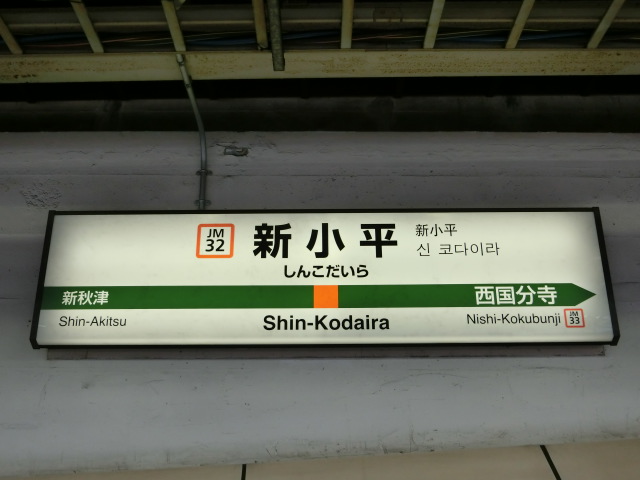 JM
32
新小平
新小平
신 코다이라
しんこだいら
新秋津
西国分寺
Shin-Akitsu
Shin-Kodaira
Nishi-Kokubunji
JM
33